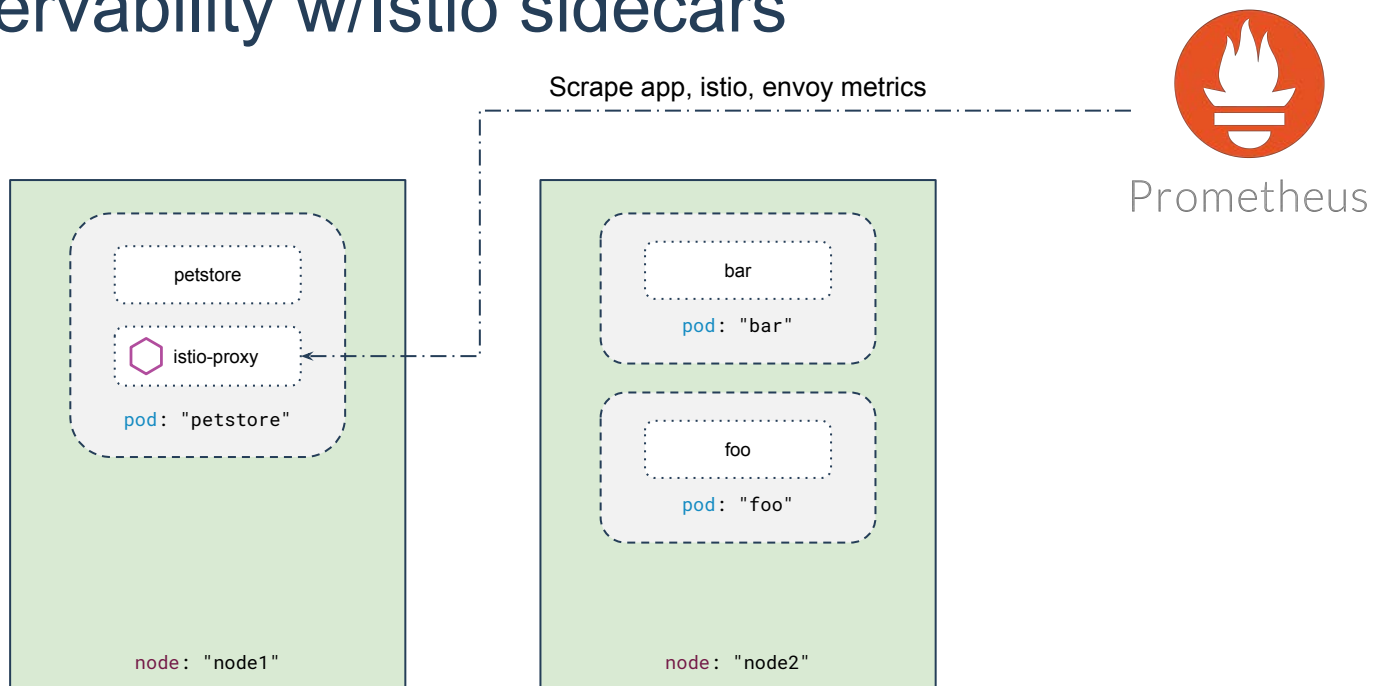 w/Istio sidecars
Scrape app, istio, envoy metrics
Prometheus
petstore
istio-proxy
pod: "petstore"
node: "node1"
bar
pod: "bar"
foo
pod: "foo"
node: "node2"